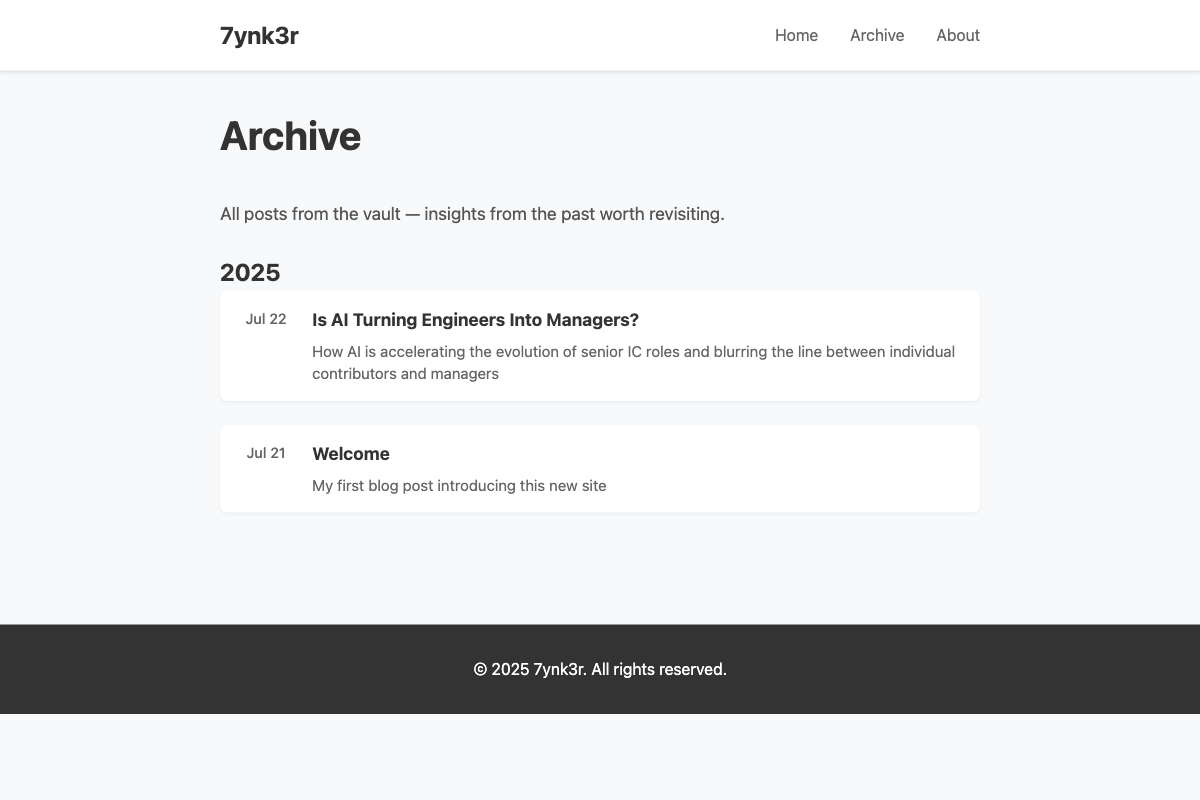 7ynk3r
Home
Archive
About
Archive
All posts from the vault — insights from the past worth revisiting.
2025
Jul 22
Is AI Turning Engineers Into Managers?
How AI is accelerating the evolution of senior IC roles and blurring the line between individual
contributors and managers
Jul 21
Welcome
My first blog post introducing this new site
© 2025 7ynk3r. All rights reserved.